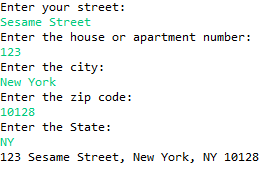 Enter your street:
Sesame Street
Enter the house or apartment number:
123
Enter the city:
New York
Enter the zip code:
10128
Enter the State:
NY
123 Sesame Street, New York, NY 10128